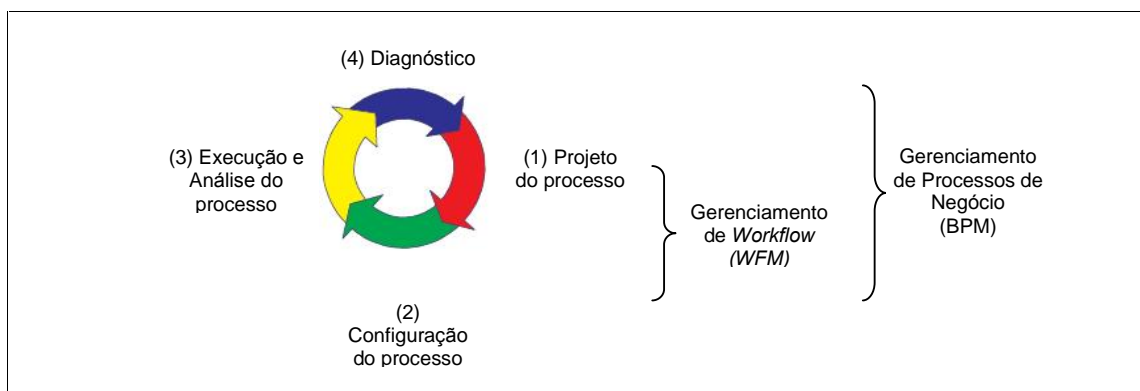 (4) Diagnóstico
(3) Execução e
Análise do
processo
(1) Projeto
do processo
(2)
Configuração
do processo
Gerenciamento
de Workflow
(WFM)
Gerenciamento
de Processos de
Negócio
(BPM)